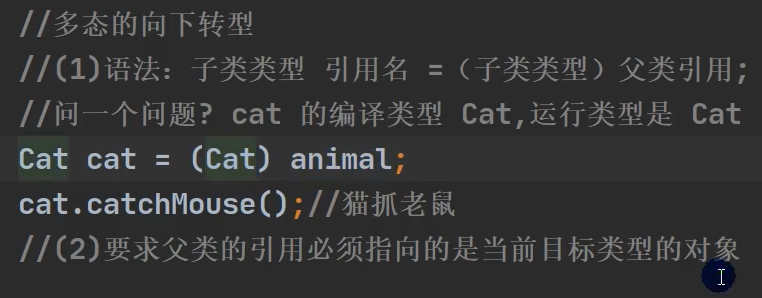 //多态的向下转型
//(1)语法：子类类型 引用名 =（子类类型）父类引用;
//问一个问题? cat 的编译类型 Cat,运行类型是 Cat
Cat cat = (Cat) animal;
cat.catchMouse();//猫抓老鼠
//(2)要求父类的引用必须指向的是当前目标类型的对象